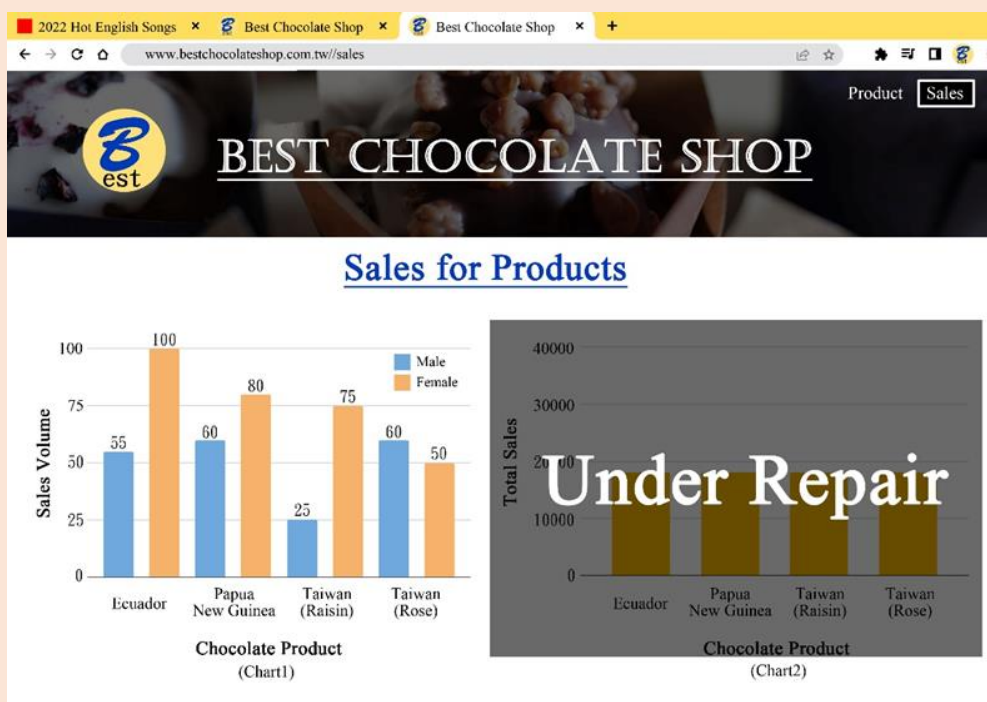 2022 Hot English Songs × Best Chocolate Shop × Best Chocolate Shop × +
www.bestchocolateshop.com.tw//sales
Product Sales
B
est
BEST CHOCOLATE SHOP
Sales for Products
Sales Volume
100
75
50
25
0
Male
Female
55
100
60
80
25
75
60
50
Ecuador
Papua
New Guinea
Taiwan
(Raisin)
Taiwan
(Rose)
Chocolate Product
(Chart1)
Total Sales
40000
30000
20000
10000
0
Under Repair
Ecuador
Papua
New Guinea
Taiwan
(Raisin)
Taiwan
(Rose)
Chocolate Product
(Chart2)